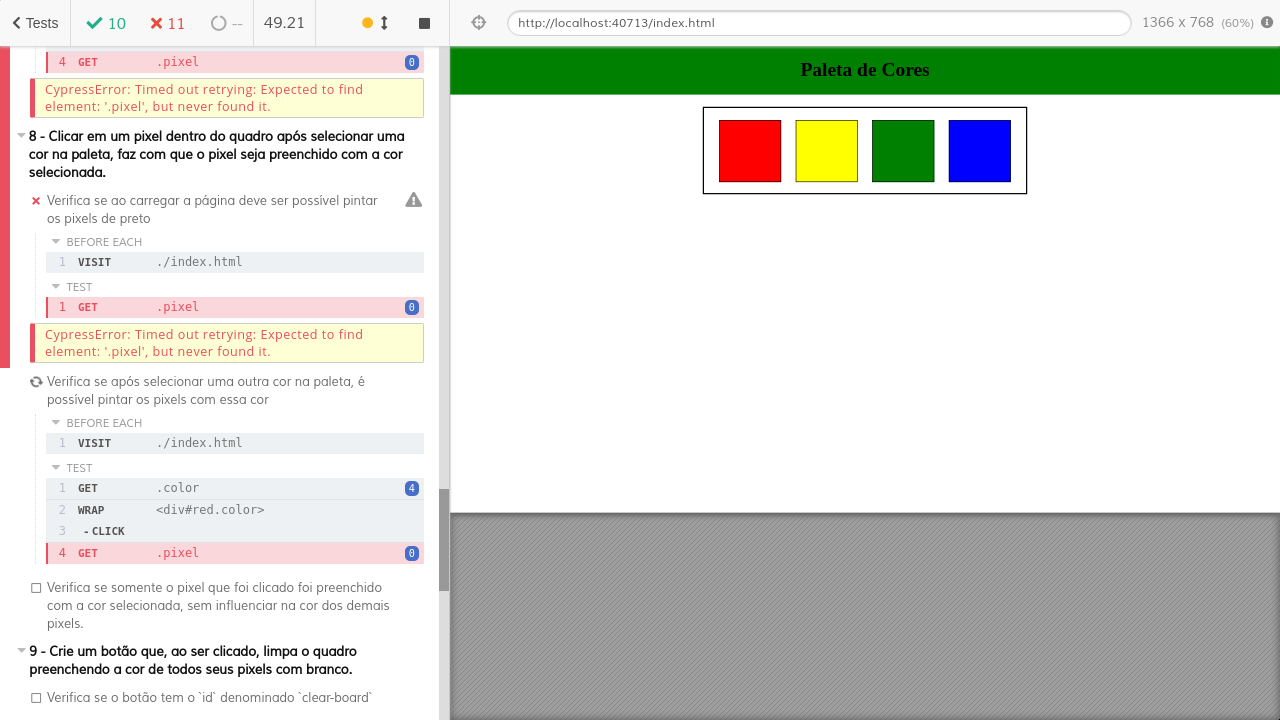 Tests 10 11 -- 49.21 http://localhost:40713/index.html 1366 x 768 (60%)
4 GET .pixel 0
CypressError: Timed out retrying: Expected to find
element: '.pixel', but never found it.
8 - Clicar em um pixel dentro do quadro após selecionar uma
cor na paleta, faz com que o pixel seja preenchido com a cor
selecionada.
Verifica se ao carregar a página deve ser possível pintar
os pixels de preto
BEFORE EACH
1 VISIT ./index.html
TEST
1 GET .pixel 0
CypressError: Timed out retrying: Expected to find
element: '.pixel', but never found it.
Verifica se após selecionar uma outra cor na paleta, é
possível pintar os pixels com essa cor
BEFORE EACH
1 VISIT ./index.html
TEST
1 GET .color 4
2 WRAP <div#red.color>
3 - CLICK
4 GET .pixel 0
Verifica se somente o pixel que foi clicado foi preenchido
com a cor selecionada, sem influenciar na cor dos demais
pixels.
9 - Crie um botão que, ao ser clicado, limpa o quadro
preenchendo a cor de todos seus pixels com branco.
Verifica se o botão tem o `id` denominado `clear-board`
Paleta de Cores